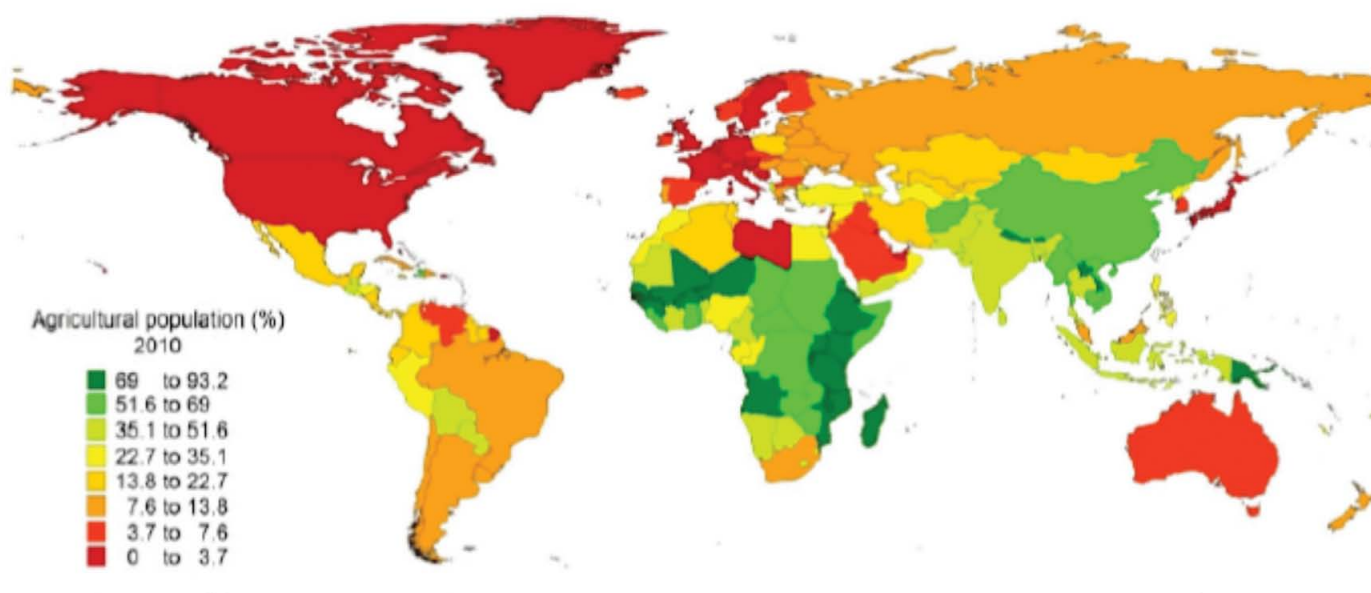 Agricultural population (%)
2010
69 to 93.2
51.6 to 69
35.1 to 51.6
22.7 to 35.1
13.8 to 22.7
7.6 to 13.8
3.7 to 7.6
0 to 3.7